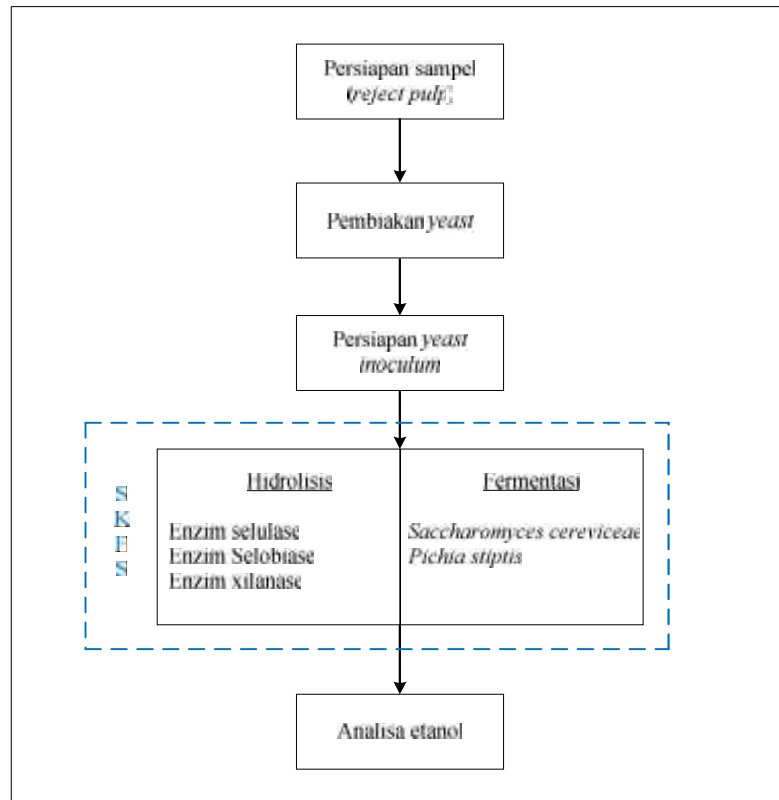 Persiapan sampel
(reject pulp)
Pembiakan yeast
Persiapan yeast
inoculum
S
K
F
S
Hidrolisis
Enzim selulase
Enzim Selobiase
Enzim xilanase
Fermentasi
Saccharomyces cereviceae
Pichia stiptis
Analisa etanol